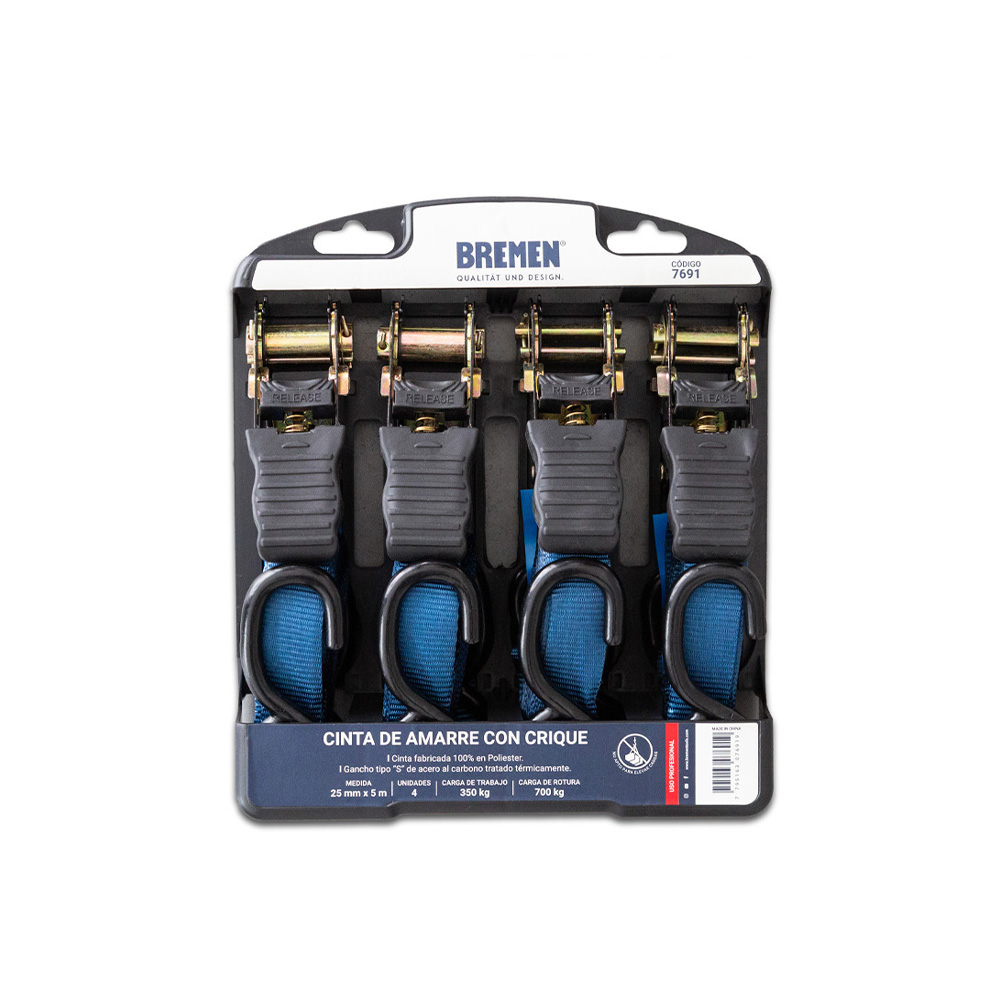 BREMEN®
QUALITÄT UND DESIGN.
CÓDIGO
7691
RELEASE
RELEASE
RELEASE
RELEASE
CINTA DE AMARRE CON CRIQUE
Cinta fabricada 100% en Poliester.
Gancho tipo "S" de acero al carbono tratado térmicamente.
MEDIDA
25 mm x 5 m
UNIDADES
4
CARGA DE TRABAJO
350 kg
CARGA DE ROTURA
700 kg
USO PROFESIONAL
MADE IN CHINA